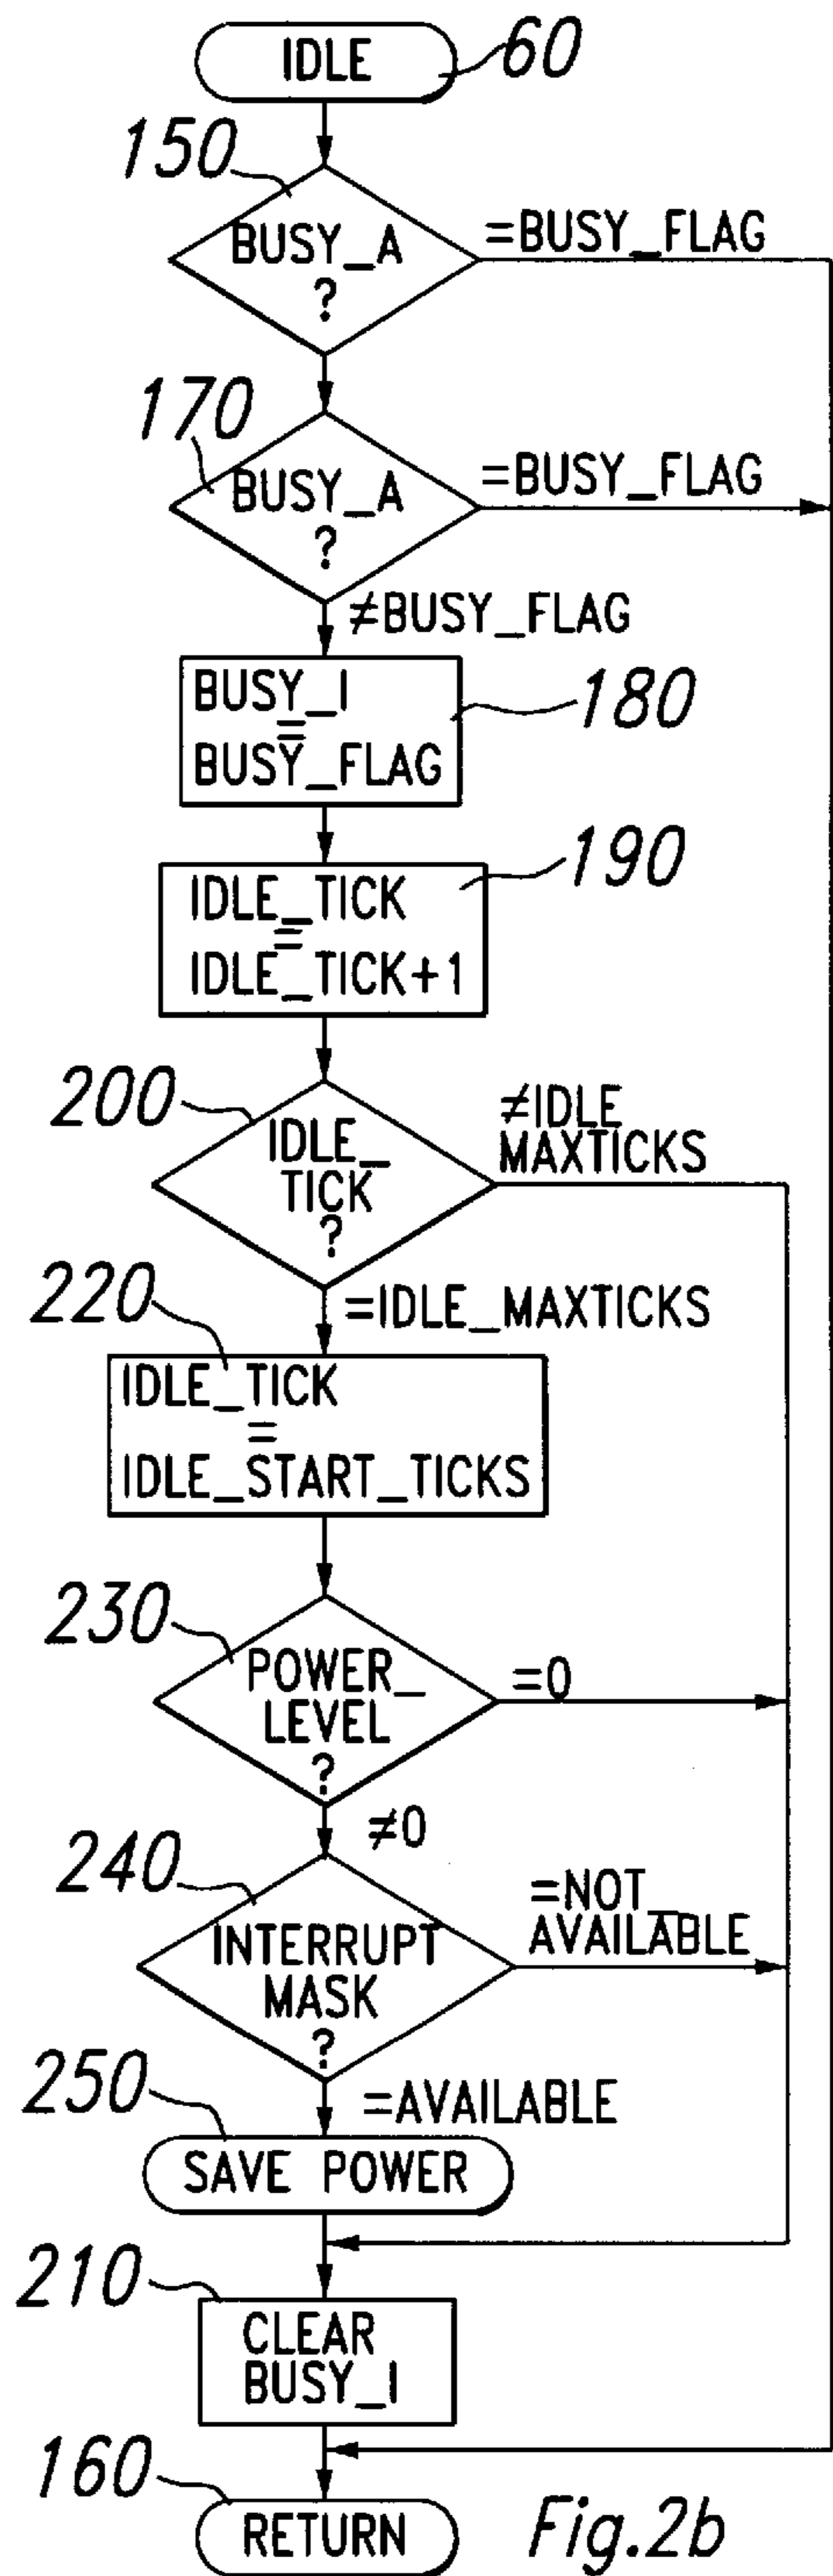 IDLE
60
150
BUSY_A
?
=BUSY_FLAG
170
BUSY_A
?
=BUSY_FLAG
≠BUSY_FLAG
BUSY_I
=
BUSY_FLAG
180
IDLE_TICK
=
IDLE_TICK+1
190
200
IDLE_
TICK
?
≠IDLE
MAXTICKS
=IDLE_MAXTICKS
220
IDLE_TICK
=
IDLE_START_TICKS
230
POWER_
LEVEL
?
=0
≠0
240
INTERRUPT
MASK
?
=NOT_
AVAILABLE
=AVAILABLE
250
SAVE POWER
210
CLEAR
BUSY_I
160
RETURN
Fig.2b